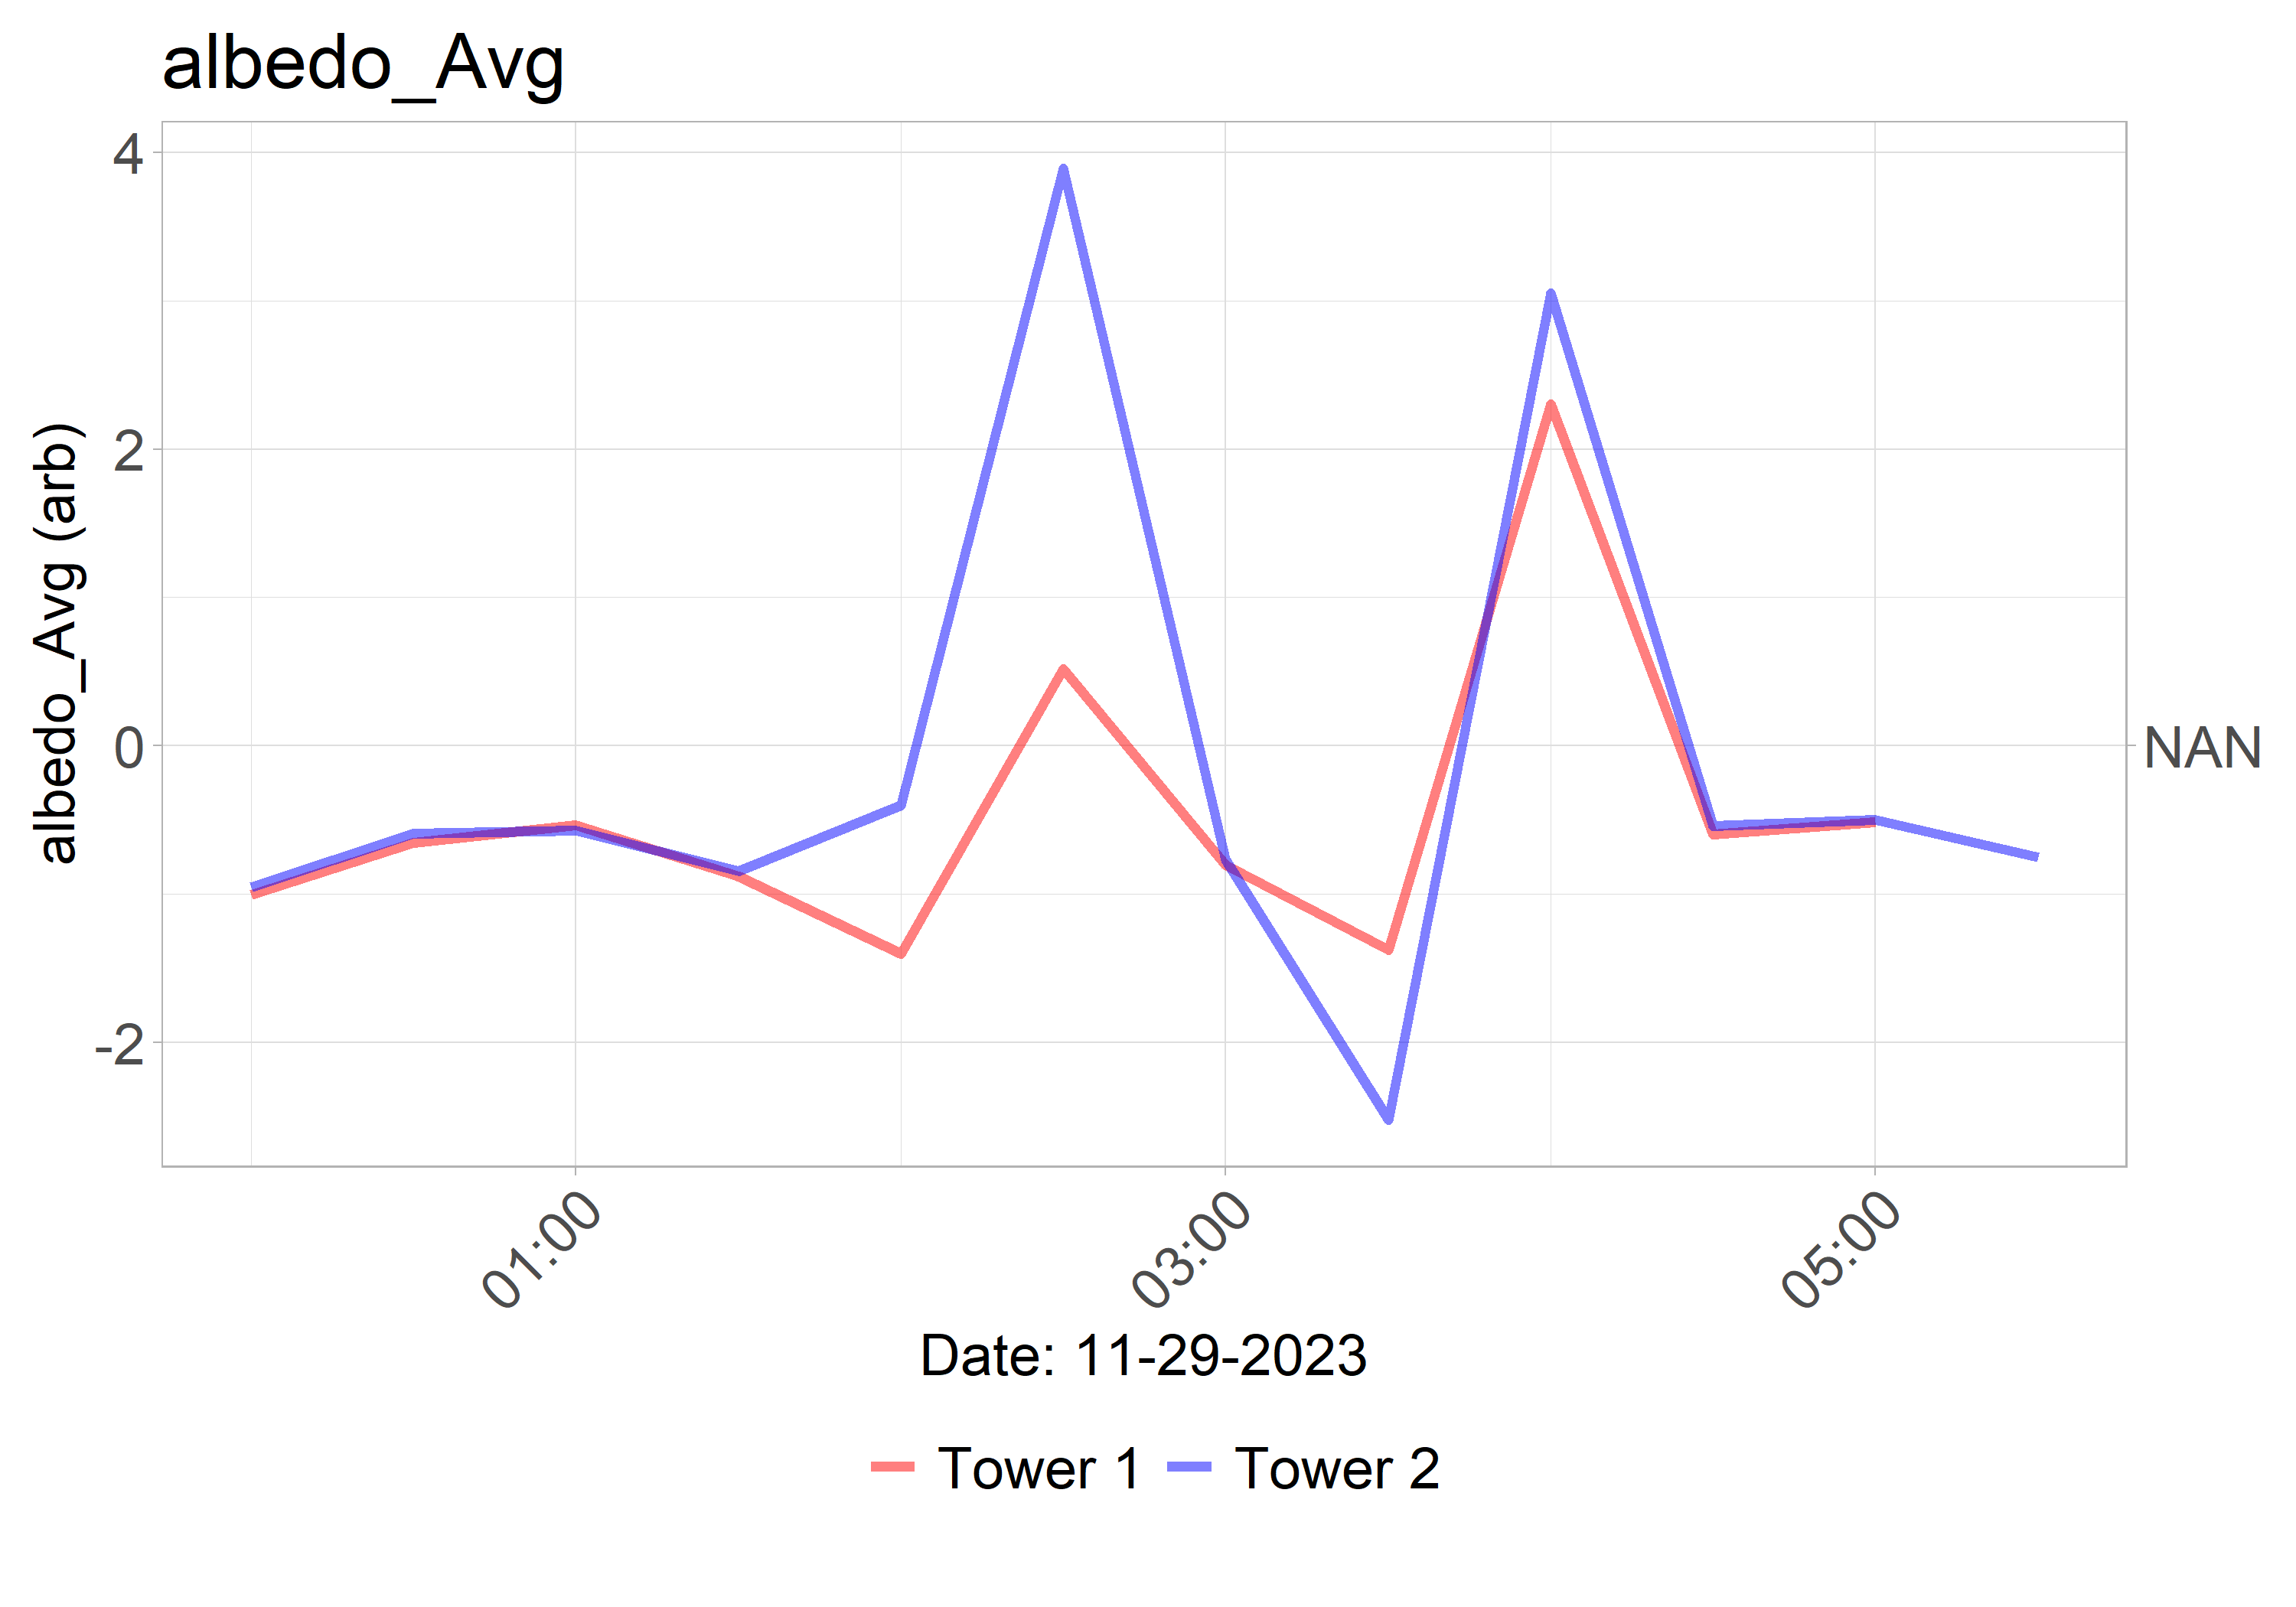 albedo_Avg
albedo_Avg (arb)
4
2
0
-2
NAN
01:00
03:00
05:00
Date: 11-29-2023
Tower 1
Tower 2